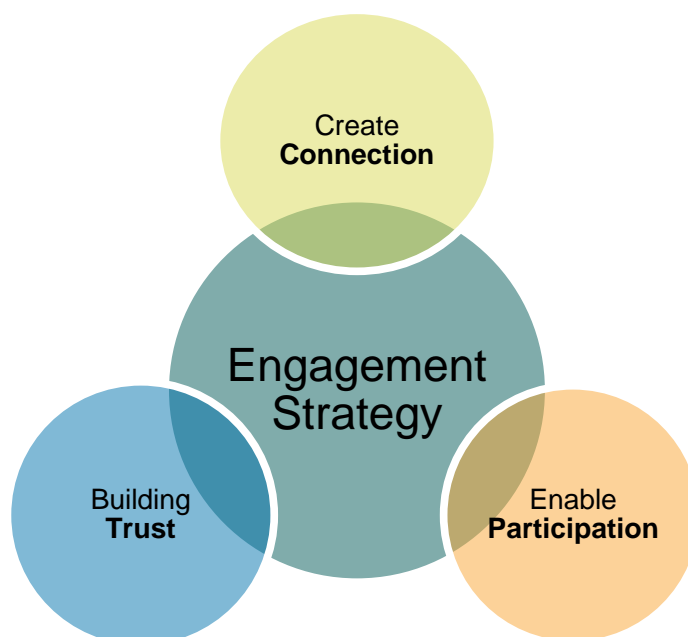 Create
Connection
Engagement
Strategy
Building
Trust
Enable
Participation